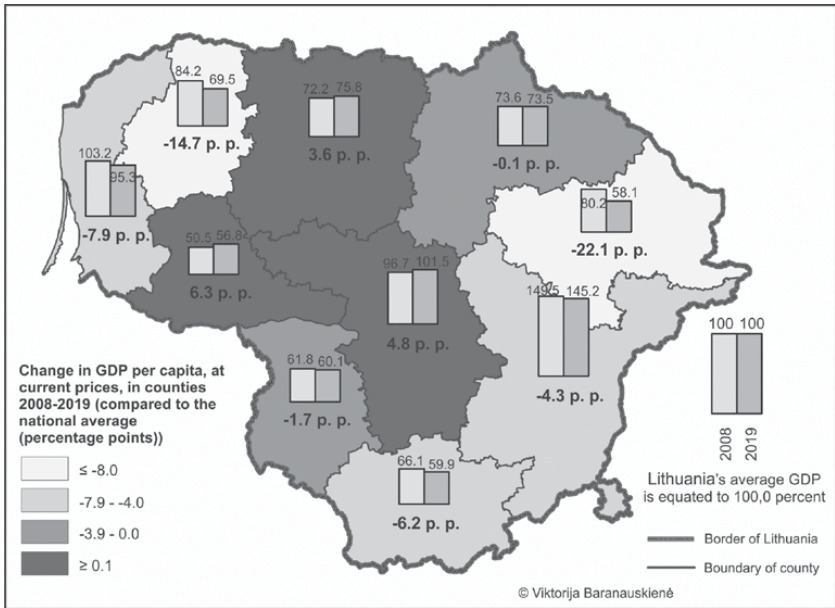 84.2 69.5
-14.7 p. p.
72.2 75.8
3.6 p. p.
73.6 73.5
-0.1 p. p.
103.2
95.3
-7.9 p. p.
58.1
80.2
-22.1 p. p.
50.5 56.8
6.3 p. p.
96.7 101.5
4.8 p. p.
149.5 145.2
-4.3 p. p.
61.8 60.1
-1.7 p. p.
66.1 59.9
-6.2 p. p.
100 100
2008
2019
Lithuania's average GDP
is equated to 100,0 percent
Border of Lithuania
Boundary of county
Change in GDP per capita, at
current prices, in counties
2008-2019 (compared to the
national average
(percentage points))
≤ -8.0
-7.9 - -4.0
-3.9 - 0.0
≥ 0.1
© Viktorija Baranauskienė